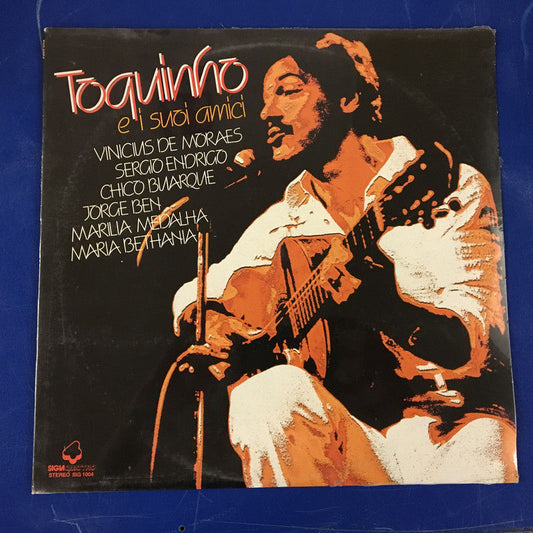 Toquinho
e i suoi amici
VINICIUS DE MORAES
SERGIO ENDRIGO
CHICO BUARQUE
JORGE BEN
MARILIA MEDALHA
MARIA BETHANIA
STEREO SIG 1004